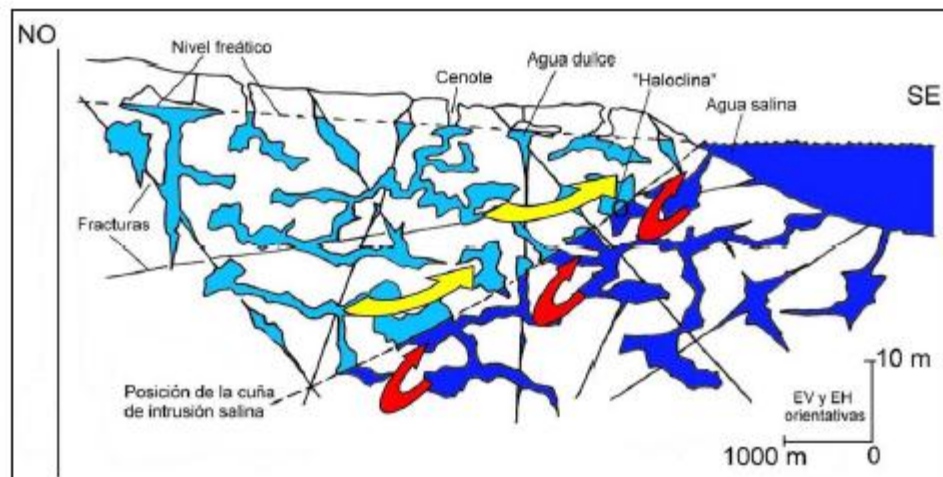 NO
Nivel freático
Cenote
Agua dulce
"Haloclina"
Agua salina
SE
Fracturas
Posición de la cuña
de intrusión salina
10 m
EV y EH
orientativas
1000 m
0